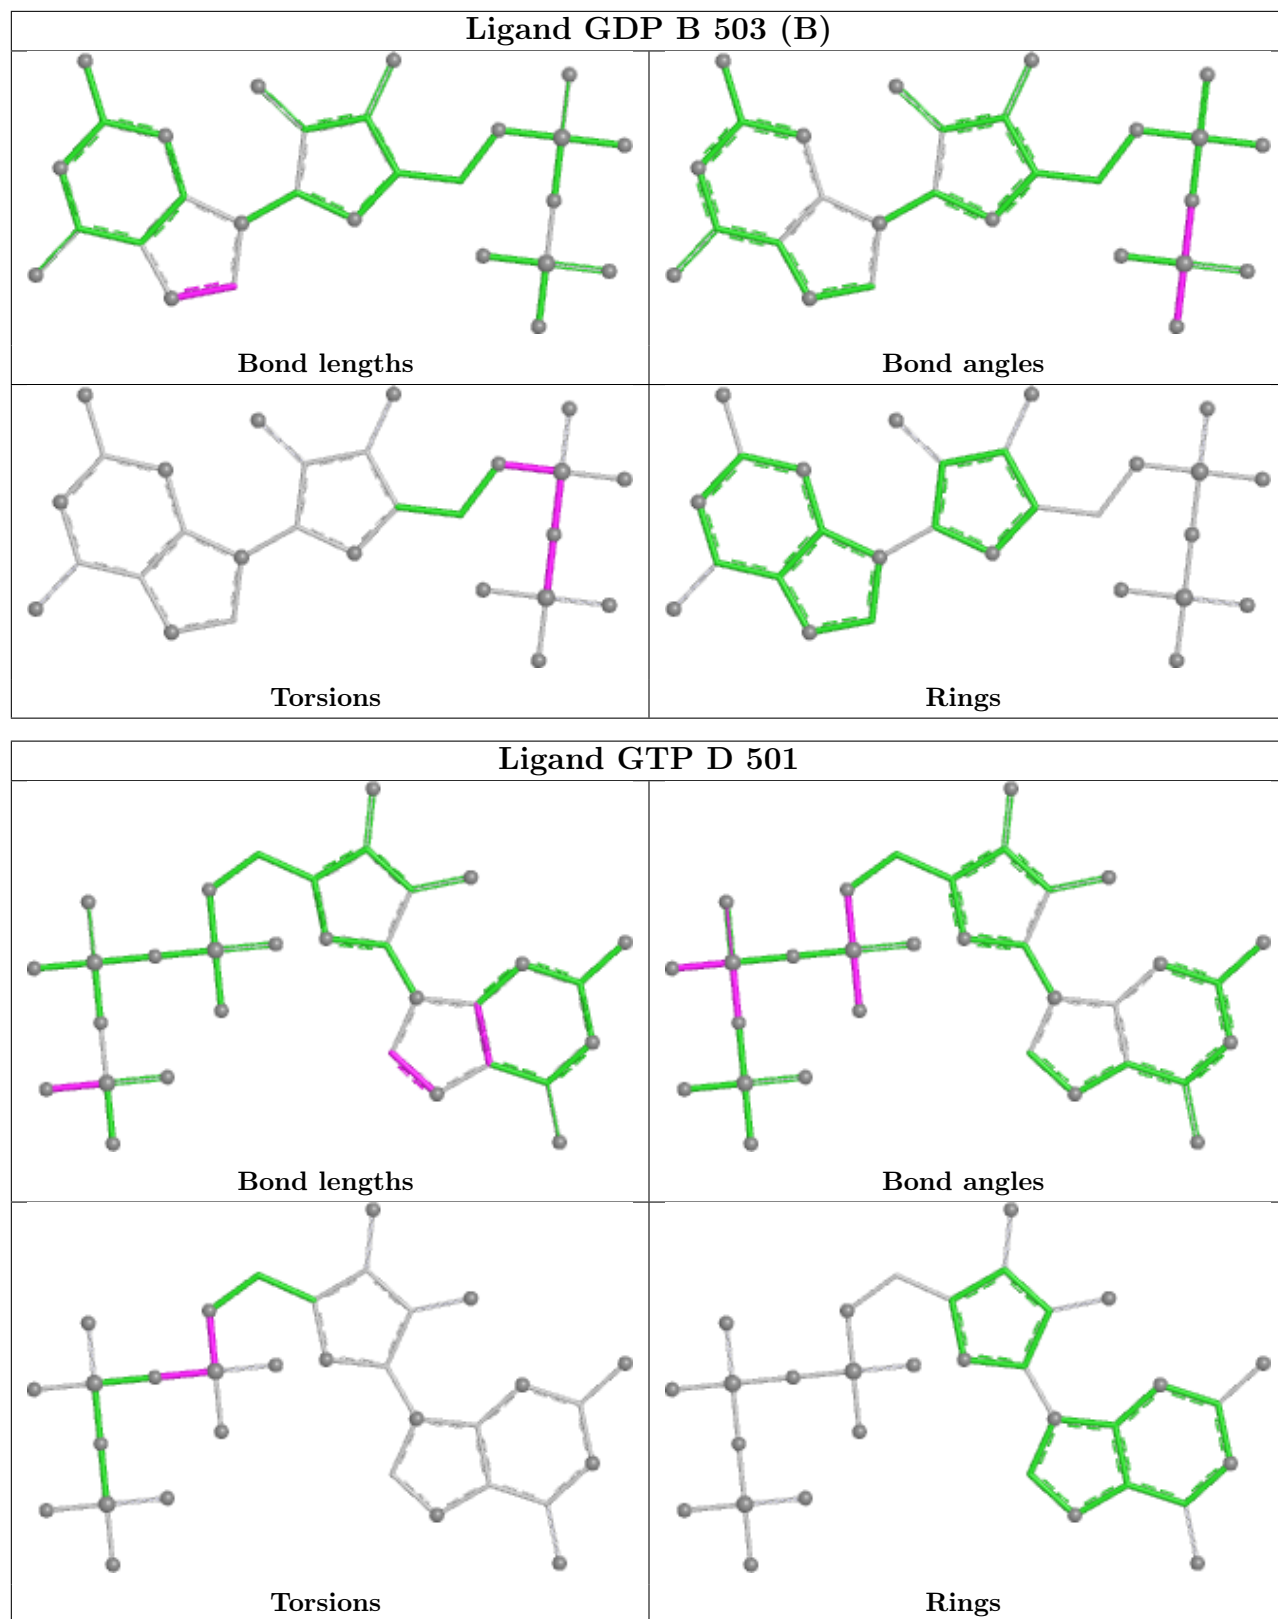 Ligand GDP B 503 (B)
Bond lengths
Bond angles
Torsions
Rings
Ligand GTP D 501
Bond lengths
Bond angles
Torsions
Rings